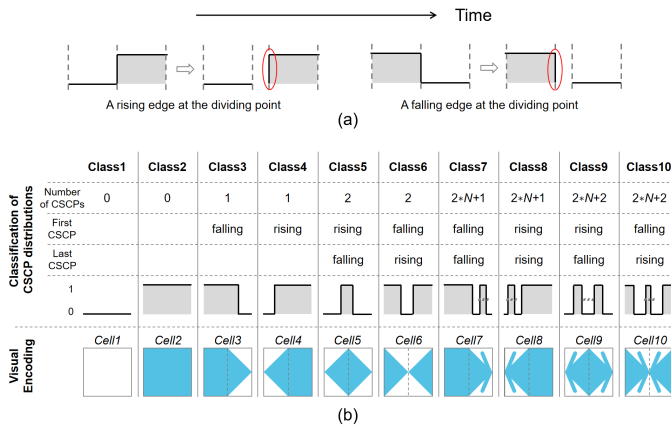 Time
A rising edge at the dividing point
A falling edge at the dividing point
(a)
Class1 Class2 Class3 Class4 Class5 Class6 Class7 Class8 Class9 Class10
Classification of
CSCP distributions
Number
of CSCPs
0 0 1 1 2 2 2*N+1 2*N+1 2*N+2 2*N+2
First
CSCP
falling rising rising falling falling rising rising falling
Last
CSCP
falling rising falling rising falling rising
1
0
Visual
Encoding
Cell1 Cell2 Cell3 Cell4 Cell5 Cell6 Cell7 Cell8 Cell9 Cell10
(b)